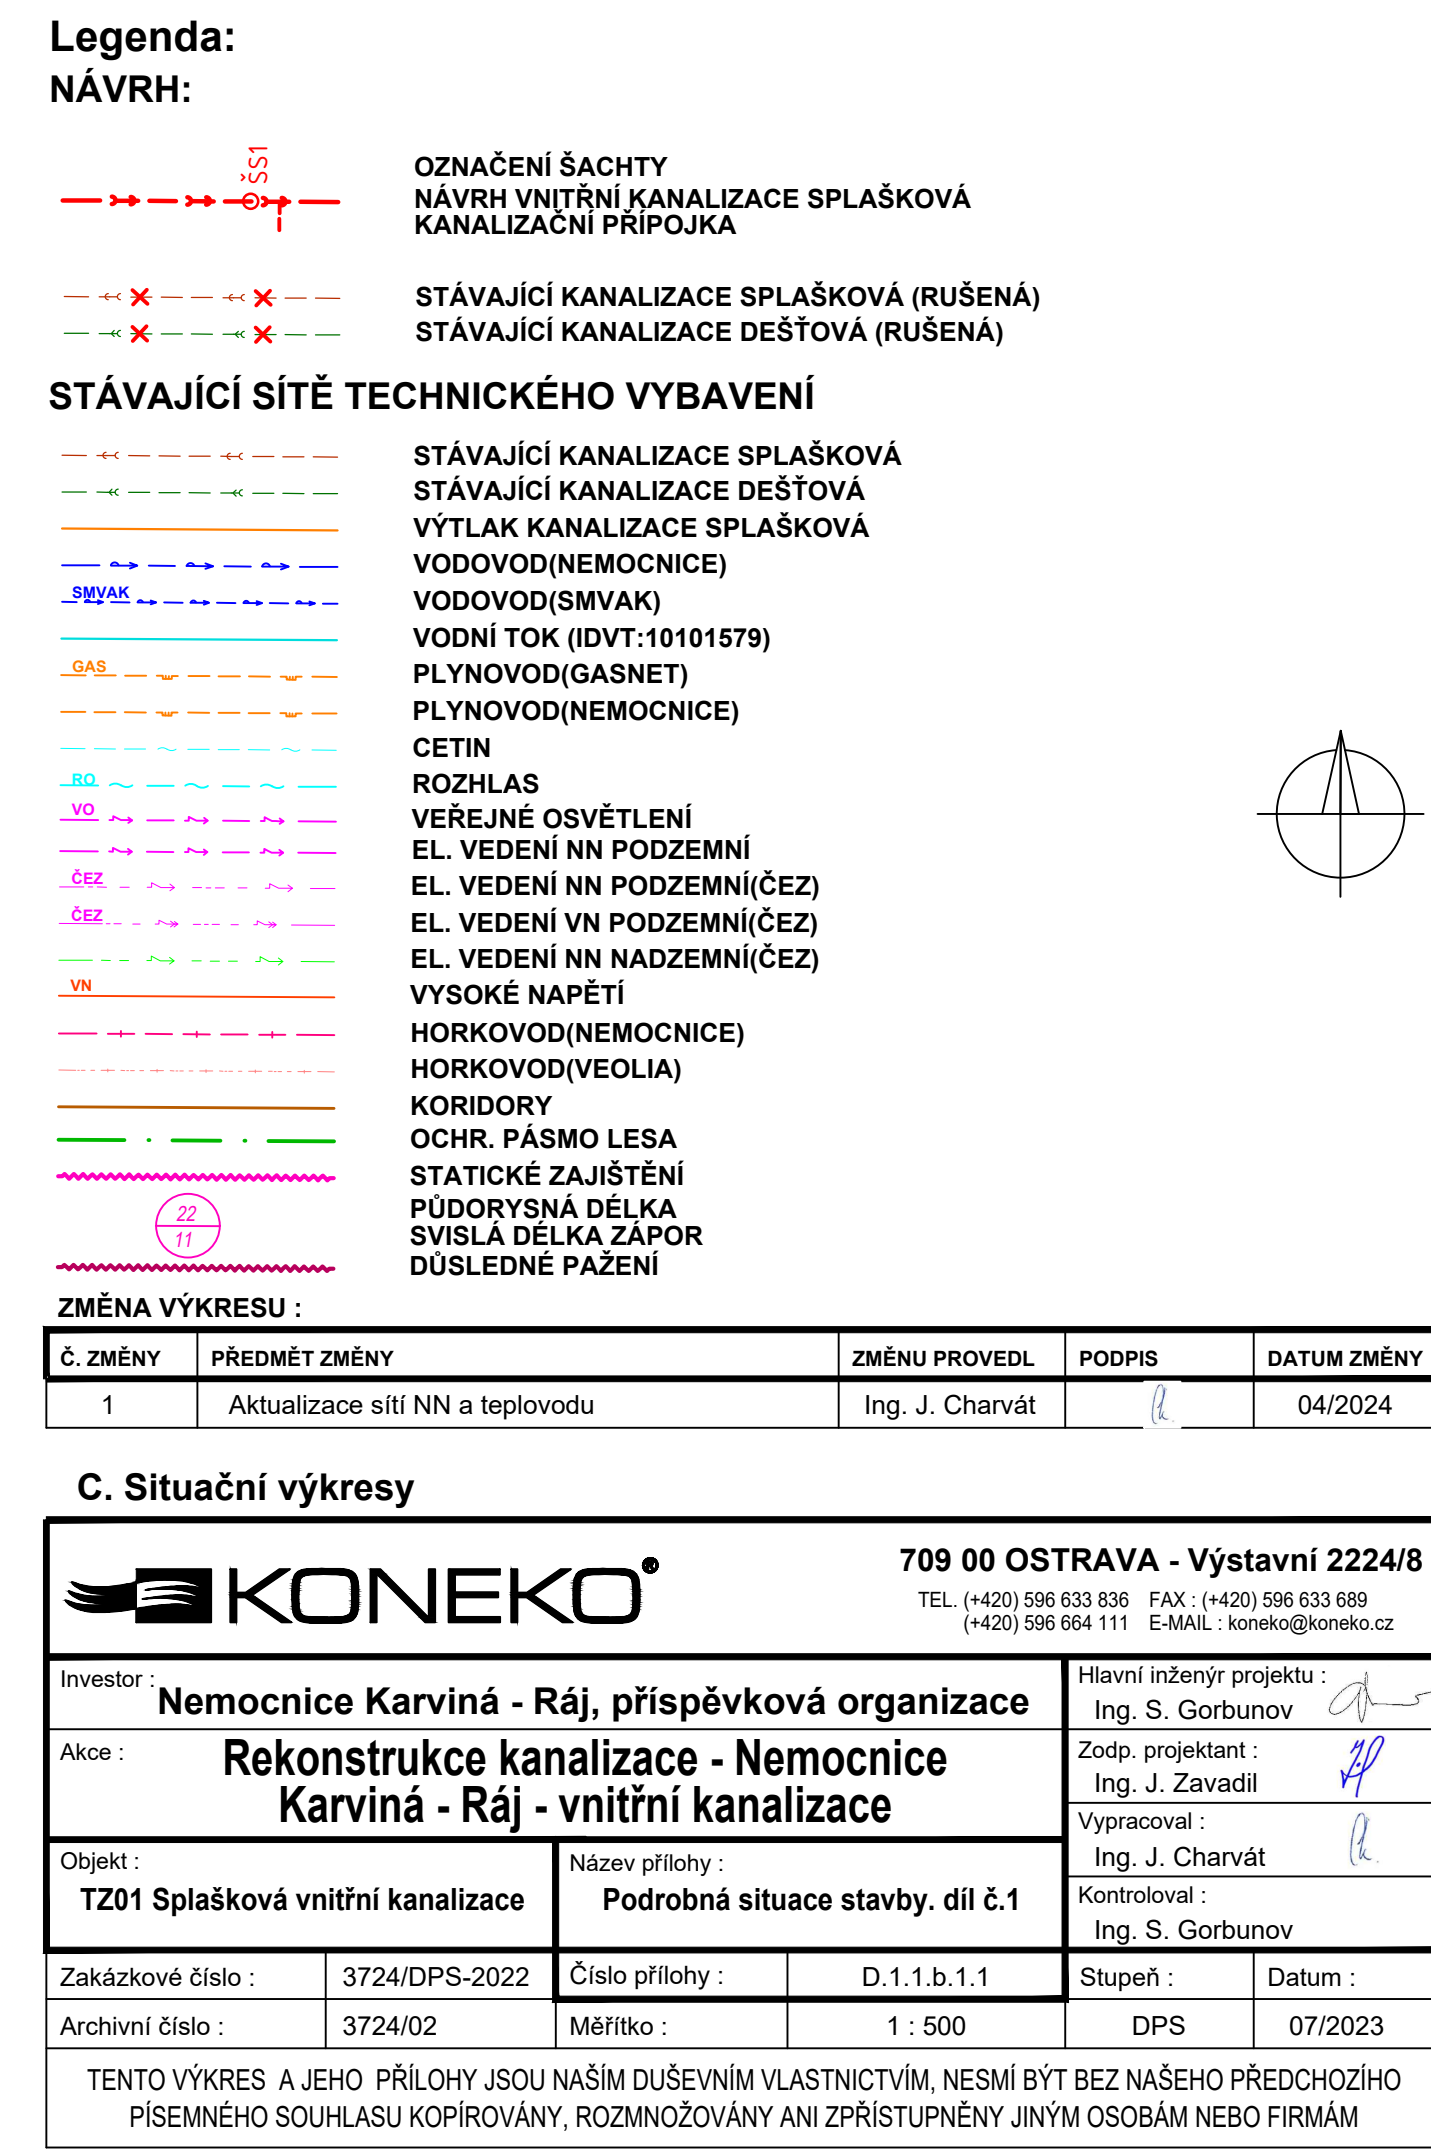 Legenda:
NÁVRH:
ŠS1
OZNAČENÍ ŠACHTY
NÁVRH VNITŘNÍ KANALIZACE SPLAŠKOVÁ
KANALIZAČNÍ PŘÍPOJKA
STÁVAJÍCÍ KANALIZACE SPLAŠKOVÁ (RUŠENÁ)
STÁVAJÍCÍ KANALIZACE DEŠŤOVÁ (RUŠENÁ)
STÁVAJÍCÍ SÍTĚ TECHNICKÉHO VYBAVENÍ
STÁVAJÍCÍ KANALIZACE SPLAŠKOVÁ
STÁVAJÍCÍ KANALIZACE DEŠŤOVÁ
VÝTLAK KANALIZACE SPLAŠKOVÁ
VODOVOD(NEMOCNICE)
SMVAK VODOVOD(SMVAK)
VODNÍ TOK (IDVT:10101579)
GAS PLYNOVOD(GASNET)
PLYNOVOD(NEMOCNICE)
CETIN
RO ROZHLAS
VO VEŘEJNÉ OSVĚTLENÍ
EL. VEDENÍ NN PODZEMNÍ
ČEZ EL. VEDENÍ NN PODZEMNÍ(ČEZ)
ČEZ EL. VEDENÍ VN PODZEMNÍ(ČEZ)
EL. VEDENÍ NN NADZEMNÍ(ČEZ)
VN VYSOKÉ NAPĚTÍ
HORKOVOD(NEMOCNICE)
HORKOVOD(VEOLIA)
KORIDORY
OCHR. PÁSMO LESA
STATICKÉ ZAJIŠTĚNÍ
22 PŮDORYSNÁ DÉLKA
11 SVISLÁ DÉLKA ZÁPOR
DŮSLEDNÉ PAŽENÍ
ZMĚNA VÝKRESU :
Č. ZMĚNY PŘEDMĚT ZMĚNY ZMĚNU PROVEDL PODPIS DATUM ZMĚNY
1 Aktualizace sítí NN a teplovodu Ing. J. Charvát 04/2024
C. Situační výkresy
KONEKO® 709 00 OSTRAVA - Výstavní 2224/8
TEL. (+420) 596 633 836 FAX : (+420) 596 633 689
(+420) 596 664 111 E-MAIL : koneko@koneko.cz
Investor : Nemocnice Karviná - Ráj, příspěvková organizace
Hlavní inženýr projektu :
Ing. S. Gorbunov
Akce : Rekonstrukce kanalizace - Nemocnice
Karviná - Ráj - vnitřní kanalizace
Zodp. projektant :
Ing. J. Zavadil
Vypracoval :
Ing. J. Charvát
Objekt :
TZ01 Splašková vnitřní kanalizace
Název přílohy :
Podrobná situace stavby. díl č.1
Kontroloval :
Ing. S. Gorbunov
Zakázkové číslo : 3724/DPS-2022 Číslo přílohy : D.1.1.b.1.1 Stupeň : Datum :
Archivní číslo : 3724/02 Měřítko : 1 : 500 DPS 07/2023
TENTO VÝKRES A JEHO PŘÍLOHY JSOU NAŠÍM DUŠEVNÍM VLASTNICTVÍM, NESMÍ BÝT BEZ NAŠEHO PŘEDCHOZÍHO
PÍSEMNÉHO SOUHLASU KOPÍROVÁNY, ROZMNOŽOVÁNY ANI ZPŘÍSTUPNĚNY JINÝM OSOBÁM NEBO FIRMÁM